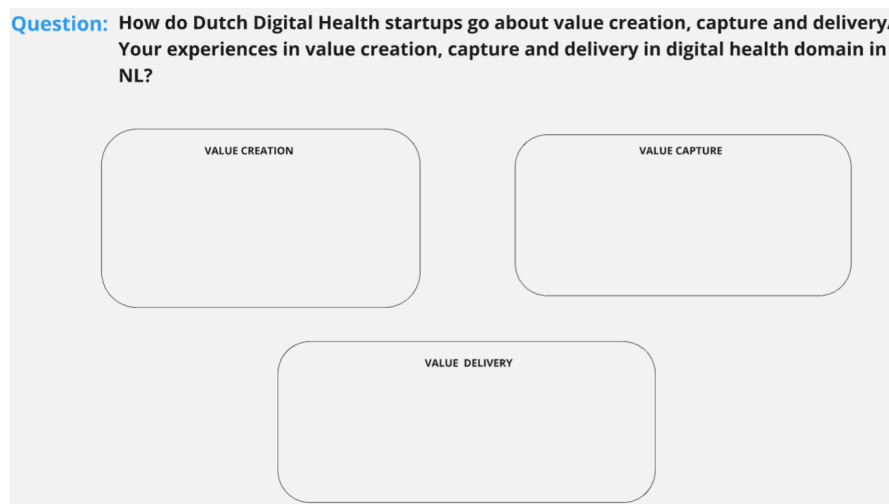 Question: How do Dutch Digital Health startups go about value creation, capture and delivery/
Your experiences in value creation, capture and delivery in digital health domain in
NL?
VALUE CREATION
VALUE CAPTURE
VALUE DELIVERY